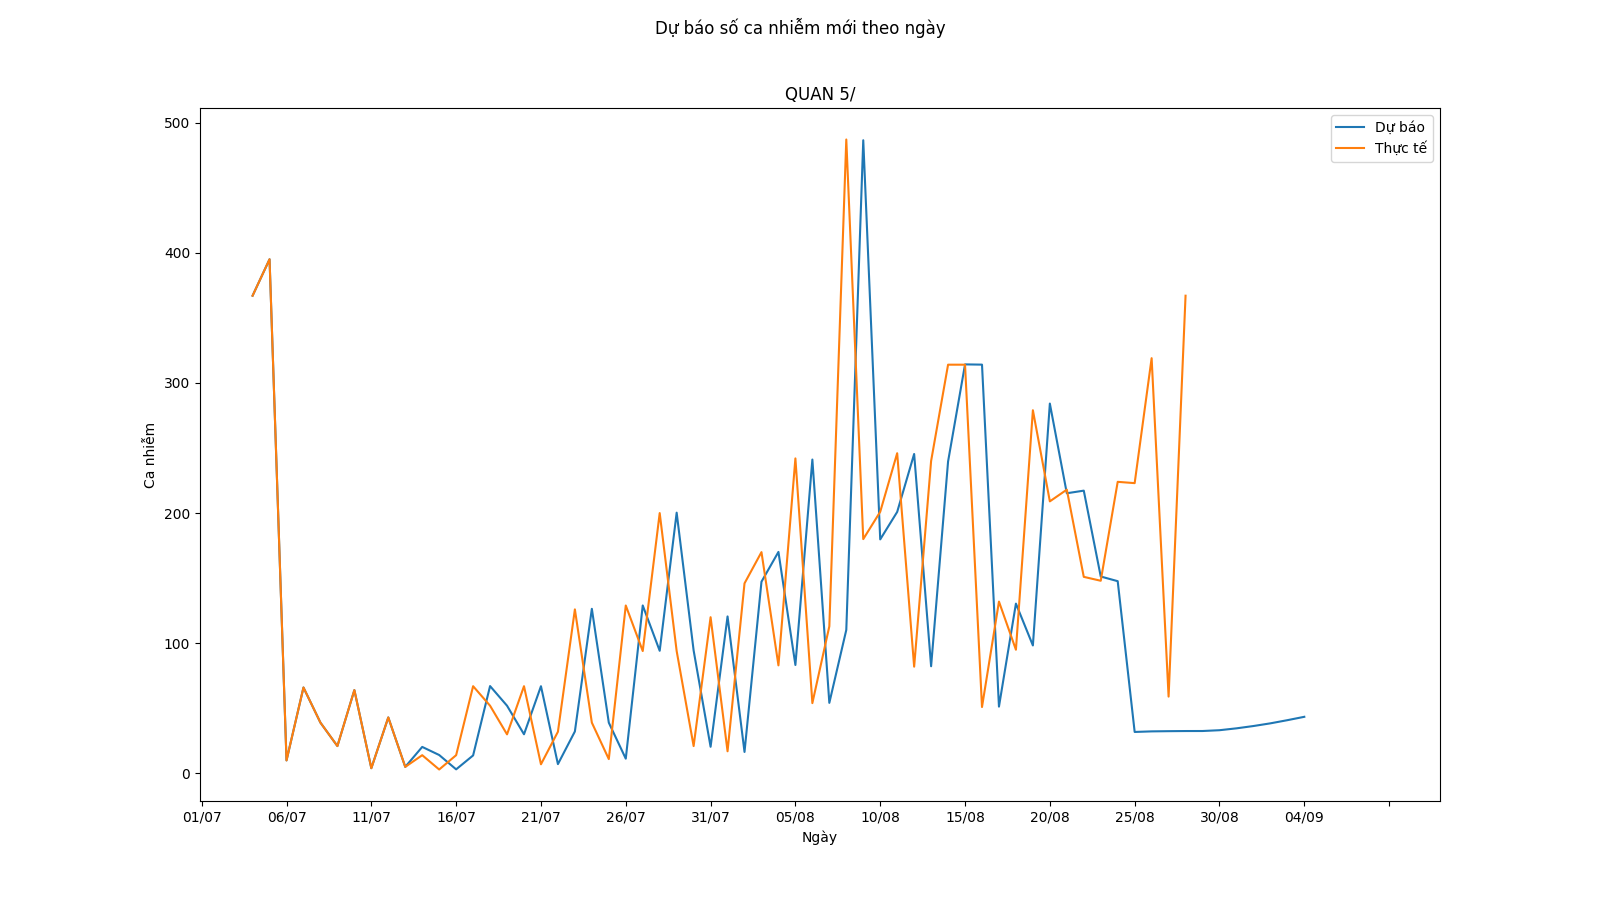 Dự báo số ca nhiễm mới theo ngày
QUAN 5/
Dự báo
Thực tế
500
400
300
200
100
0
Ca nhiễm
01/07 06/07 11/07 16/07 21/07 26/07 31/07 05/08 10/08 15/08 20/08 25/08 30/08 04/09
Ngày